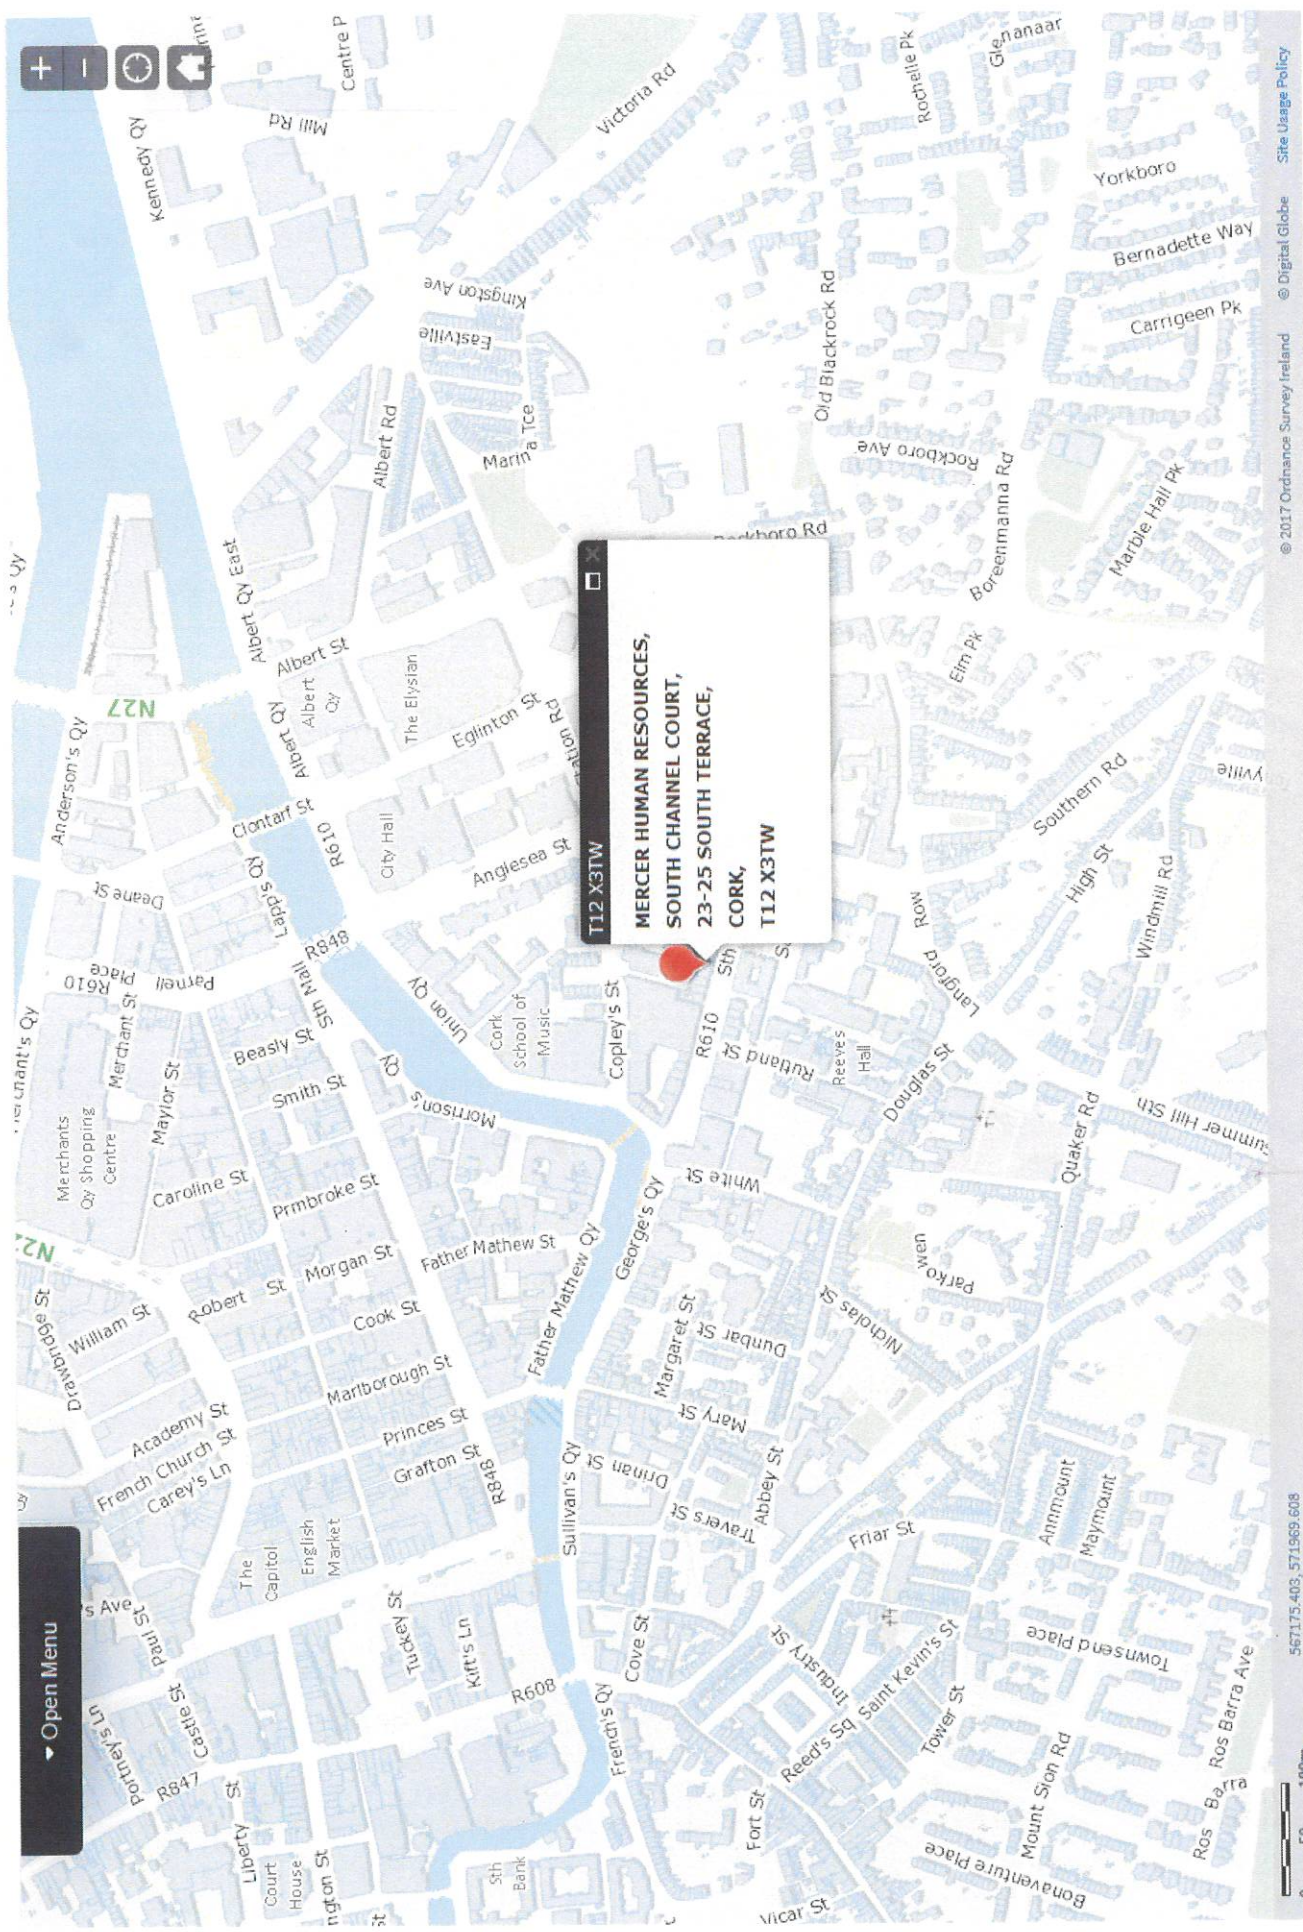 Open Menu
+
−
T12 X3TW
MERCER HUMAN RESOURCES,
SOUTH CHANNEL COURT,
23-25 SOUTH TERRACE,
CORK,
T12 X3TW
Portney's Ln
Paul St
Castle St
R847
Liberty St
Court House
Sth Bank
Drawbridge St
William St
Academy St
French Church St
Carey's Ln
The Capitol
English Market
Tuckey St
Kift's Ln
R608
Merchants Qy Shopping Centre
Merchant St
Maylor St
Caroline St
Robert St
Prmbroke St
Morgan St
Cook St
Marlborough St
Princes St
Grafton St
R848
Father Mathew St
Father Mathew Qy
Parnell Place
R610
Deane St
Anderson's Qy
N27
Lapp's Qy
Clontarf St
Beasly St
Smith St
Sth Mall
R848
Morrison's Qy
Union Qy
R610
Albert Qy
Albert Qy East
Albert St
Albert Qy
City Hall
The Elysian
Anglesea St
Eglinton St
Cork School of Music
Copley's St
Kennedy Qy
Mill Rd
Victoria Rd
Albert Rd
Kingston Ave
Eastville
Marina Tce
Sullivan's Qy
George's Qy
French's Qy
Cove St
Drinan St
Travers St
Mary St
Margaret St
Dunbar St
Abbey St
White St
Rutland St
R610
Sth
Reeves Hall
Douglas St
Langford Row
Nicholas St
Parkowen
Friar St
Industry St
Reed's Sq
Saint Kevin's St
Tower St
Fort St
Vicar St
Bonaventure Place
Mount Sion Rd
Townsend Place
Annmount
Maymount
Ros Barra Ave
Ros Barra
Quaker Rd
Summer Hill Sth
High St
Windmill Rd
Southern Rd
Elm Pk
Boreenmanna Rd
Rockboro Ave
Old Blackrock Rd
Rochelle Pk
Glenanaar
Yorkboro
Bernadette Way
Carrigeen Pk
Marble Hall Pk
0 50 100m
567175.403, 571969.608
© 2017 Ordnance Survey Ireland
© Digital Globe
Site Usage Policy